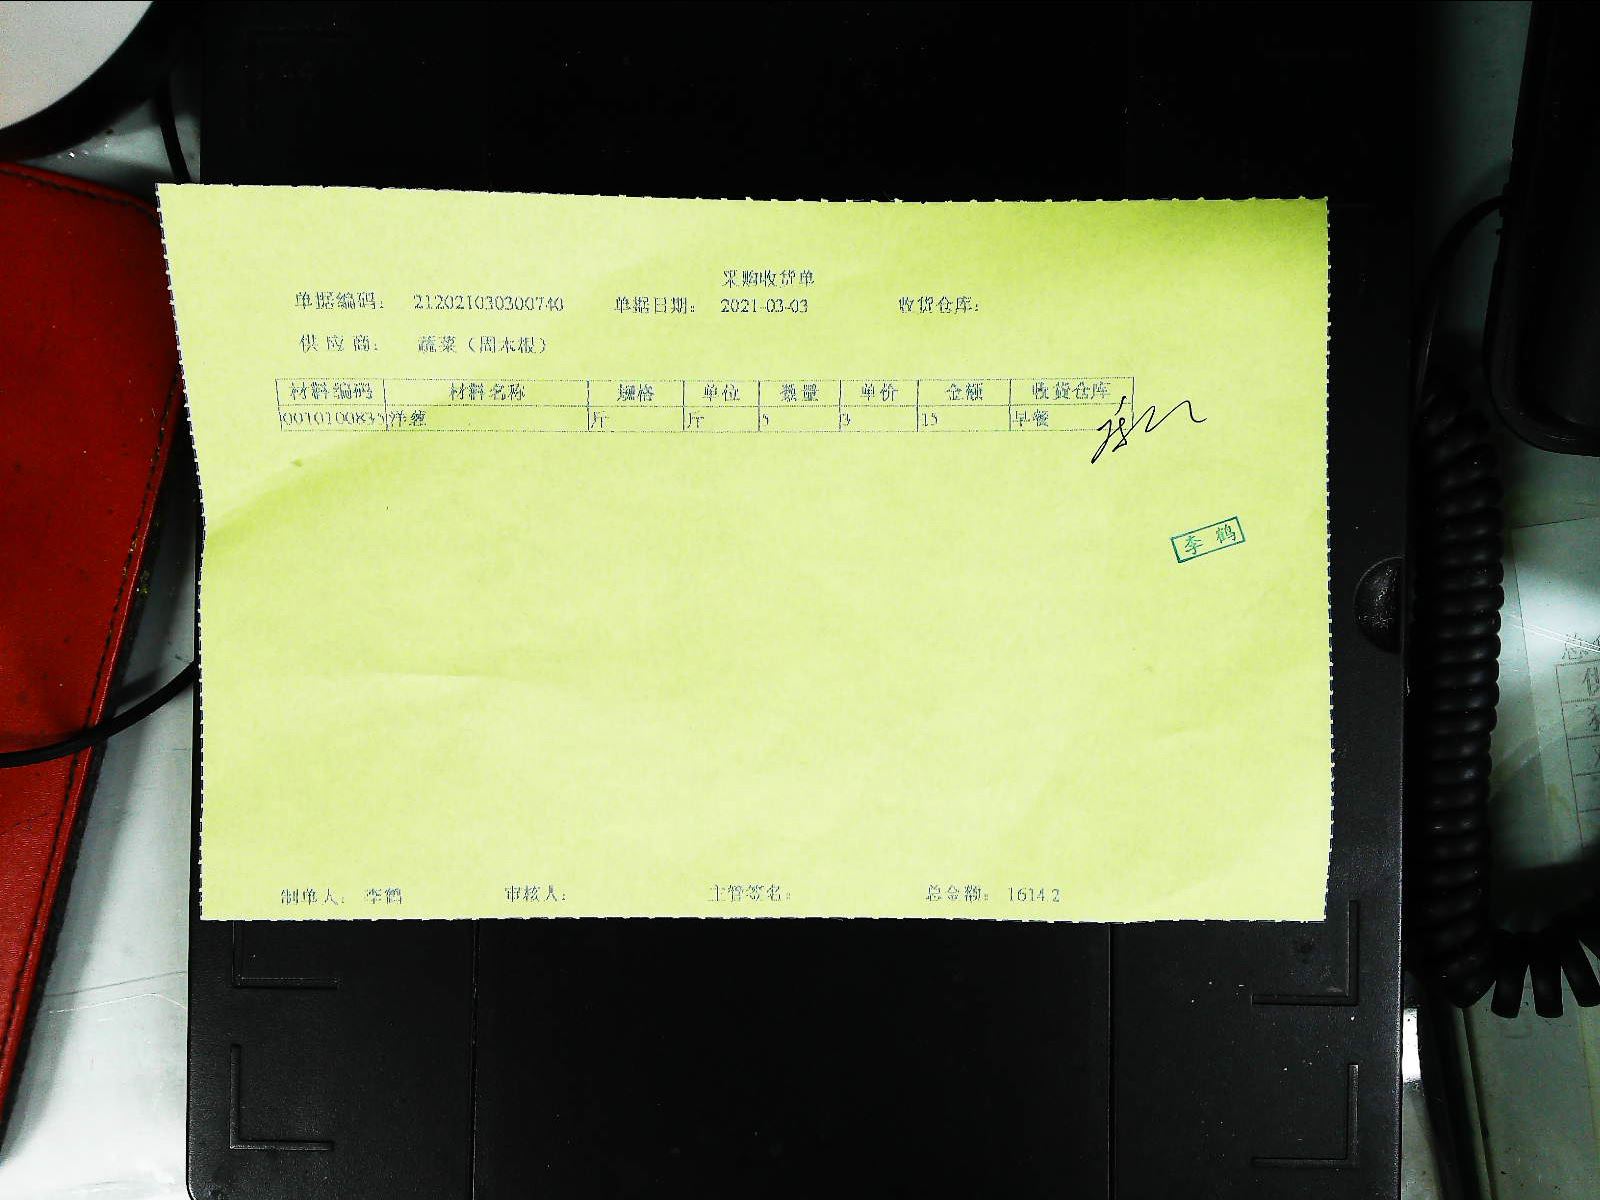 采购收货单
单据编码: 212021030300740 单据日期: 2021-03-03 收货仓库:
供应商: 蔬菜（周本根）
材料编码 材料名称 规格 单位 数量 单价 金额 收货仓库
0010100835 洋葱 斤 斤 5 3 15 早餐
李鹤
制单人: 李鹤 审核人: 主管签名: 总金额: 1614.2